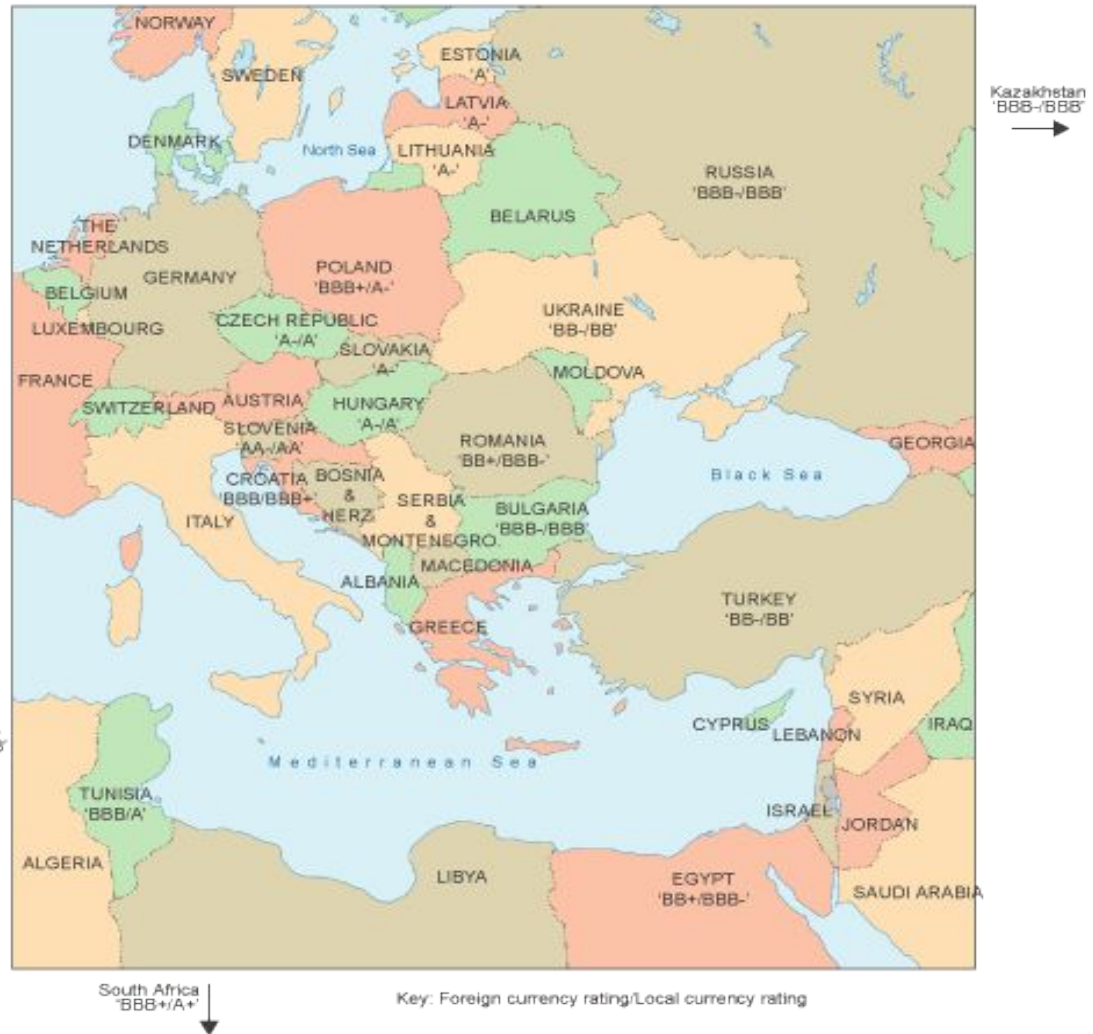 NORWAY
SWEDEN
ESTONIA
'A'
LATVIA
'A-'
Kazakhstan
'BBB-/BBB'
DENMARK
North Sea
LITHUANIA
'A-'
RUSSIA
'BBB-/BBB'
BELARUS
THE
NETHERLANDS
GERMANY
POLAND
'BBB+/A-'
BELGIUM
UKRAINE
'BB-/BB'
LUXEMBOURG
CZECH REPUBLIC
'A-/A'
SLOVAKIA
'A-'
FRANCE
MOLDOVA
SWITZERLAND
AUSTRIA
HUNGARY
'A-/A'
SLOVENIA
'AA-/AA'
ROMANIA
'BB+/BBB-'
GEORGIA
CROATIA
'BBB/BBB+'
BOSNIA
&
HERZ.
Black Sea
SERBIA
&
MONTENEGRO.
BULGARIA
'BBB-/BBB'
ITALY
MACEDONIA
ALBANIA
TURKEY
'BB-/BB'
GREECE
SYRIA
CYPRUS
LEBANON
IRAQ
Mediterranean Sea
TUNISIA
'BBB/A'
ISRAEL
JORDAN
ALGERIA
LIBYA
EGYPT
'BB+/BBB-'
SAUDI ARABIA
South Africa
'BBB+/A+'
Key: Foreign currency rating/Local currency rating